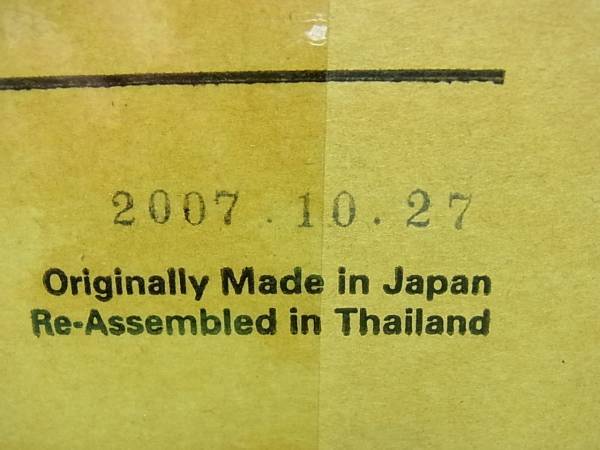 2007.10.27
Originally Made in Japan
Re-Assembled in Thailand